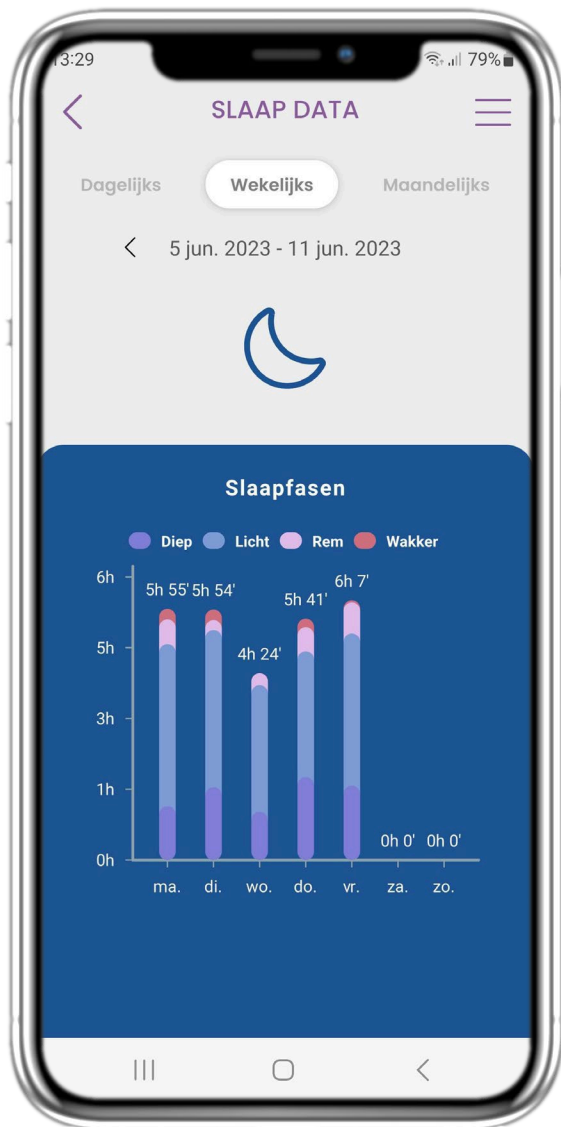 13:29 79%
SLAAP DATA
Dagelijks Wekelijks Maandelijks
5 jun. 2023 - 11 jun. 2023
Slaapfasen
Diep Licht Rem Wakker
6h
5h 55' 5h 54' 4h 24' 5h 41' 6h 7' 0h 0' 0h 0'
5h
3h
1h
0h
ma. di. wo. do. vr. za. zo.